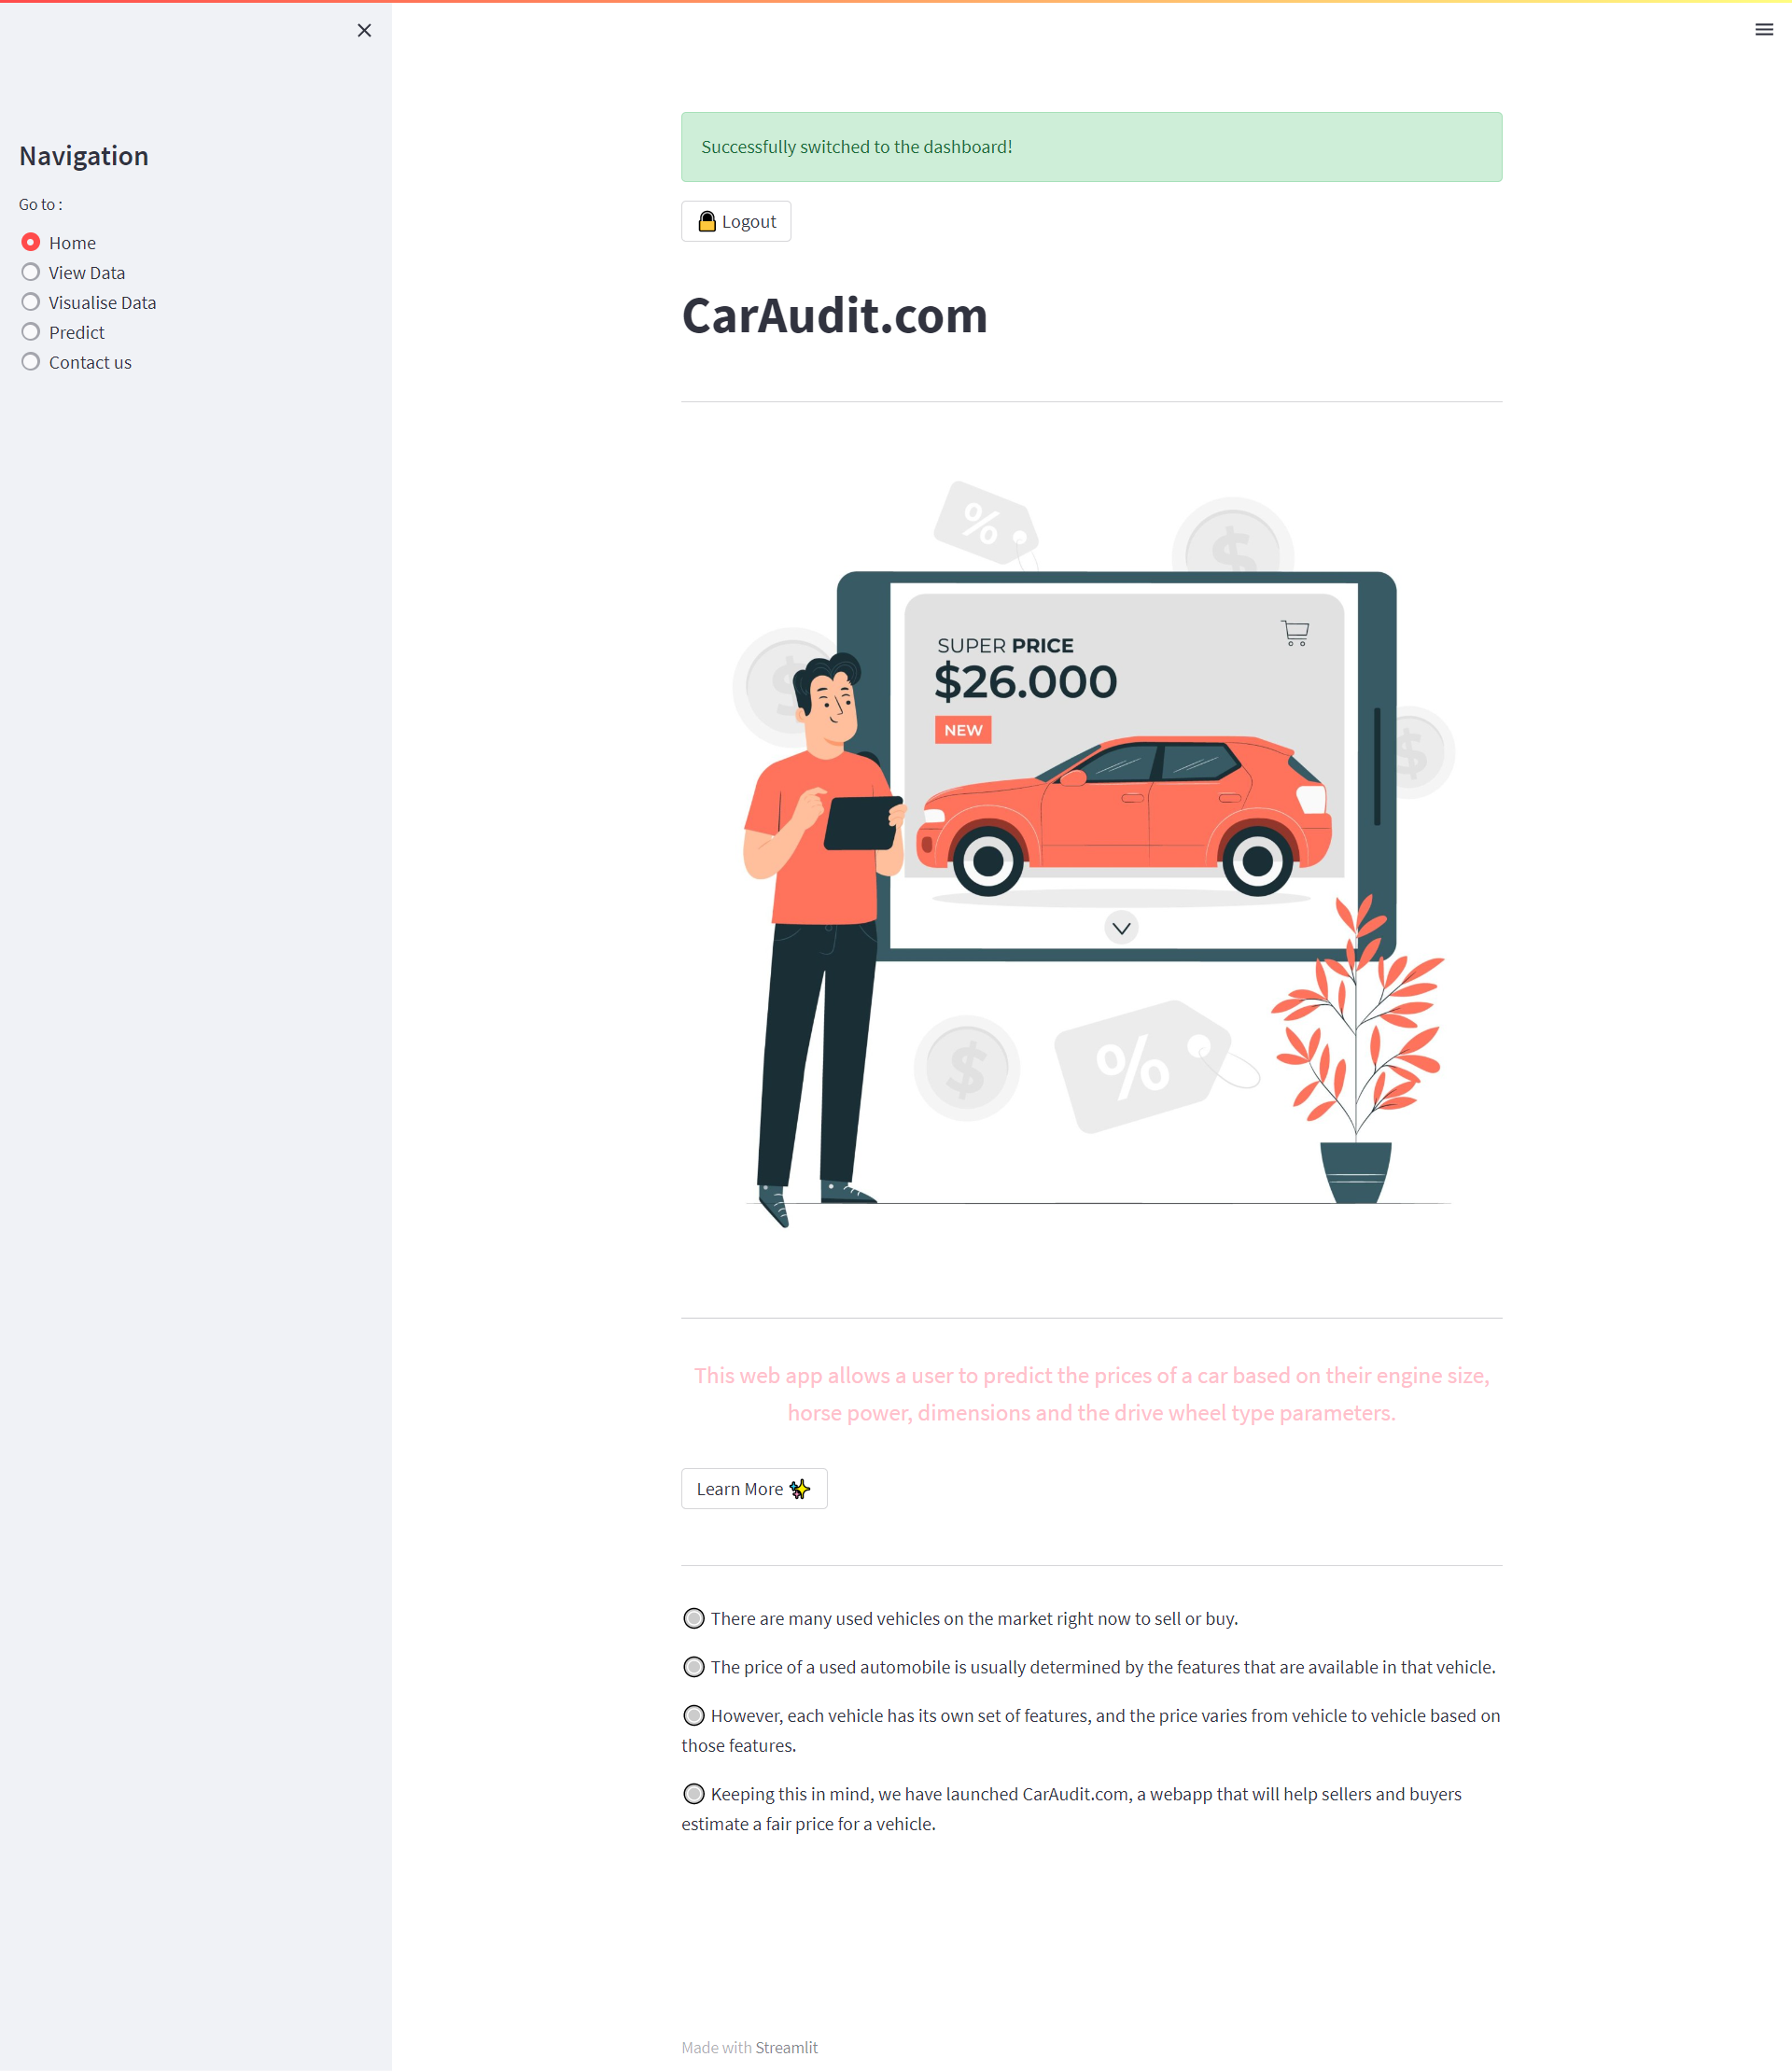 Navigation
Go to :
Home
View Data
Visualise Data
Predict
Contact us
Successfully switched to the dashboard!
Logout
CarAudit.com
%
$
SUPER PRICE
$26.000
$
NEW
$
$
%
This web app allows a user to predict the prices of a car based on their engine size,
horse power, dimensions and the drive wheel type parameters.
Learn More
There are many used vehicles on the market right now to sell or buy.
The price of a used automobile is usually determined by the features that are available in that vehicle.
However, each vehicle has its own set of features, and the price varies from vehicle to vehicle based on
those features.
Keeping this in mind, we have launched CarAudit.com, a webapp that will help sellers and buyers
estimate a fair price for a vehicle.
Made with Streamlit